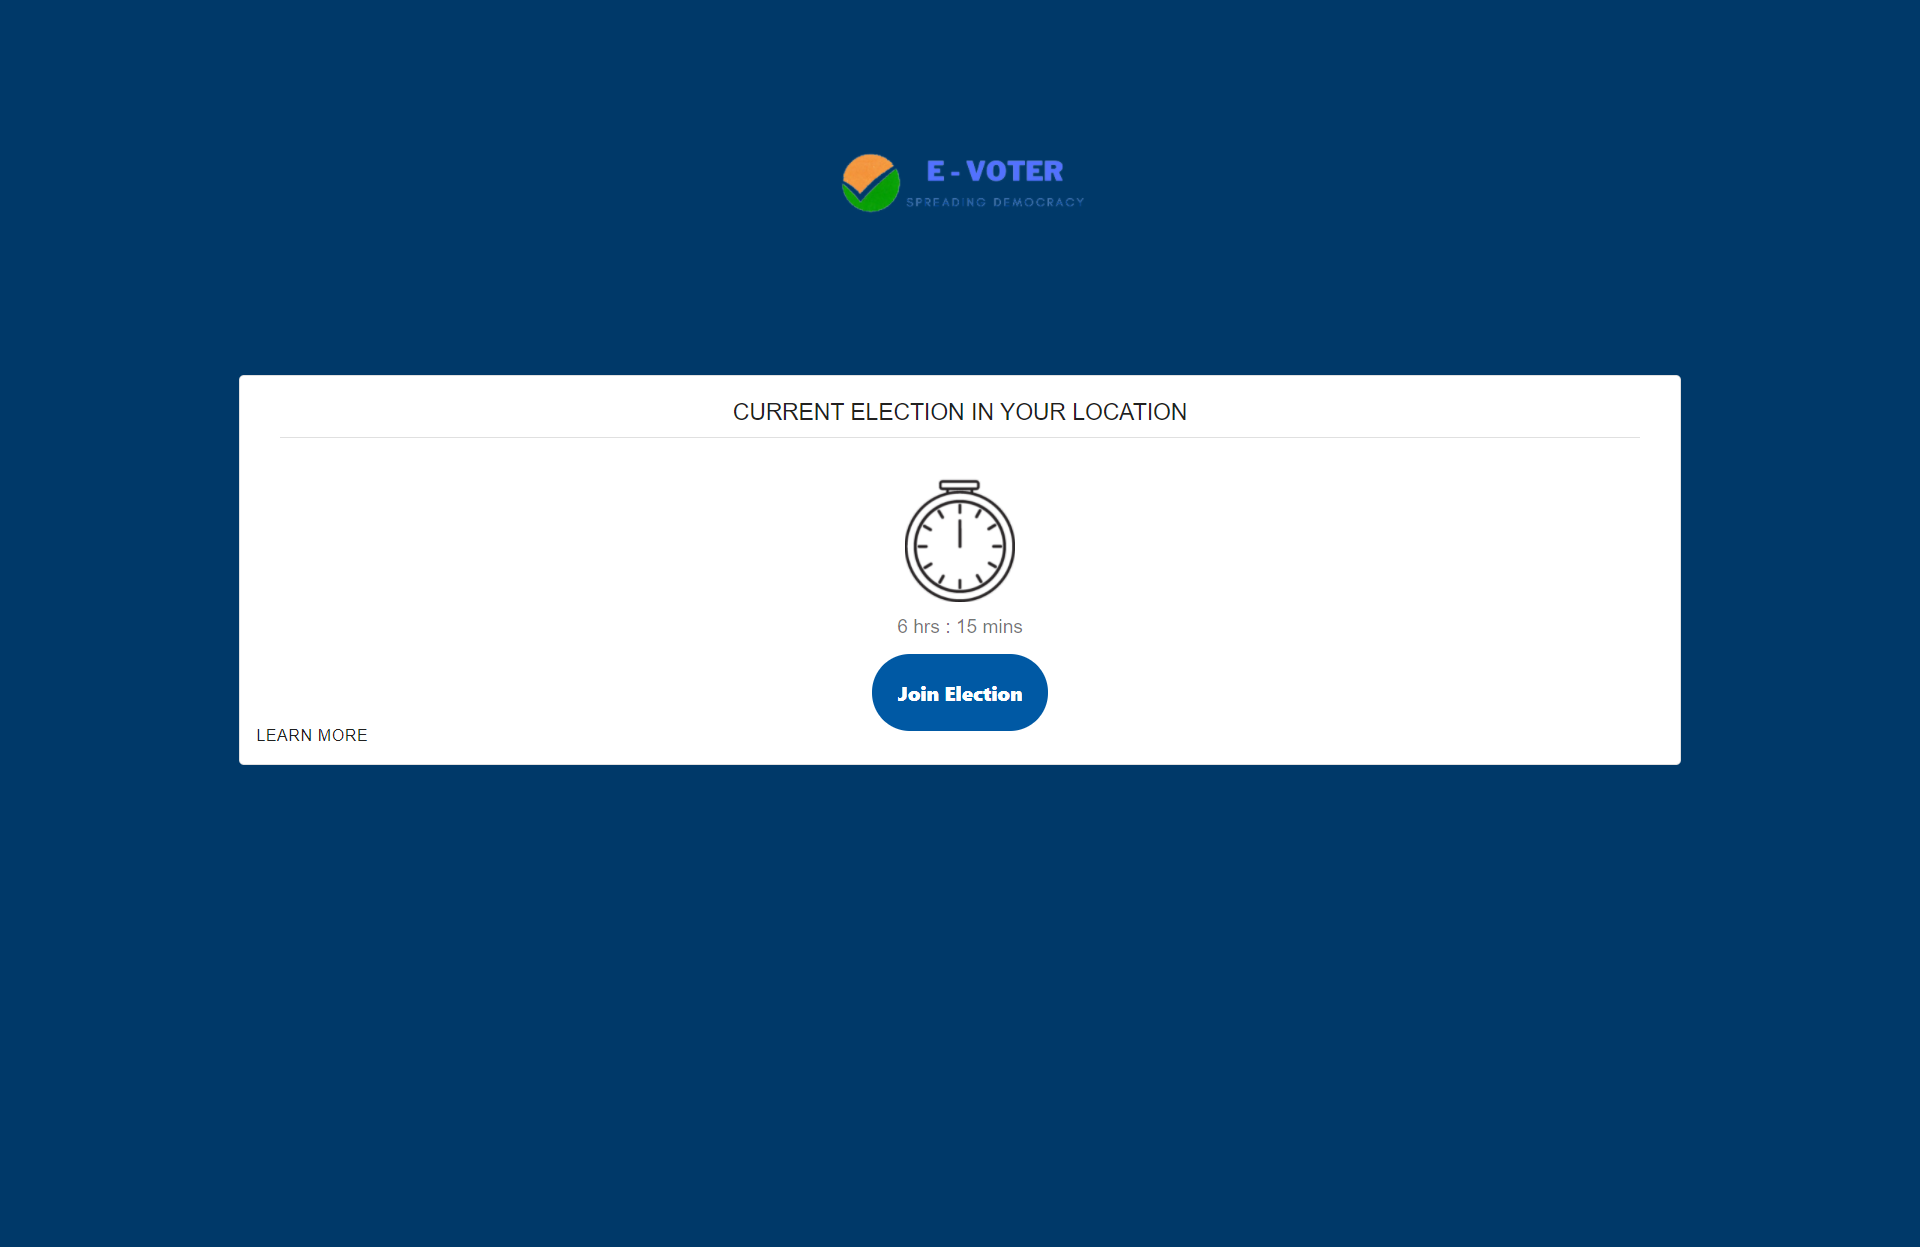 E - VOTER
SPREADING DEMOCRACY
CURRENT ELECTION IN YOUR LOCATION
6 hrs : 15 mins
Join Election
LEARN MORE